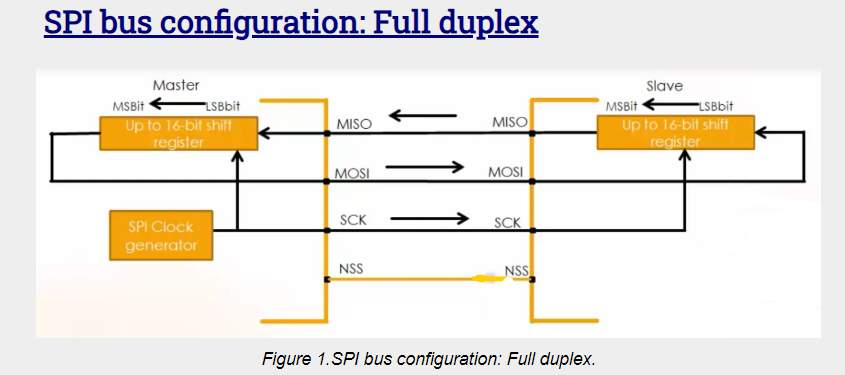 SPI bus configuration: Full duplex
Master
MSBit LSBbit
Up to 16-bit shift
register
Slave
MSBit LSBbit
Up to 16-bit shift
register
MISO MISO
MOSI MOSI
SPI Clock
generator
SCK SCK
NSS NSS
Figure 1.SPI bus configuration: Full duplex.